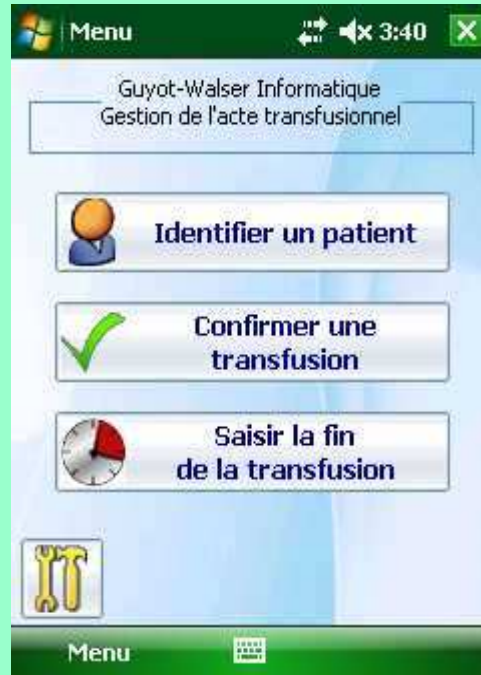 Menu
3:40
Guyot-Walser Informatique
Gestion de l'acte transfusionnel
Identifier un patient
Confirmer une
transfusion
Saisir la fin
de la transfusion
Menu